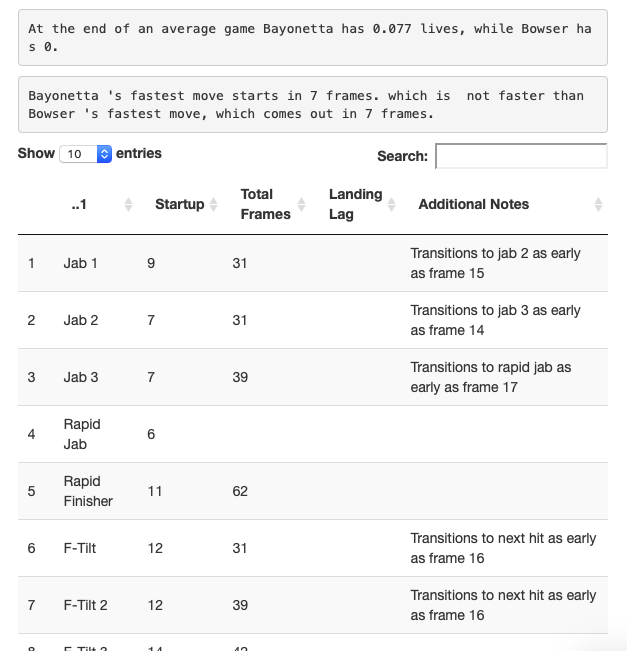 At the end of an average game Bayonetta has 0.077 lives, while Bowser ha
s 0.
Bayonetta 's fastest move starts in 7 frames. which is  not faster than
Bowser 's fastest move, which comes out in 7 frames.
Show 10 entries
Search:
..1 Startup Total Frames Landing Lag Additional Notes
1 Jab 1 9 31 Transitions to jab 2 as early
as frame 15
2 Jab 2 7 31 Transitions to jab 3 as early
as frame 14
3 Jab 3 7 39 Transitions to rapid jab as
early as frame 17
4 Rapid
Jab 6
5 Rapid
Finisher 11 62
6 F-Tilt 12 31 Transitions to next hit as early
as frame 16
7 F-Tilt 2 12 39 Transitions to next hit as early
as frame 16
8 F-Tilt 3 14 42